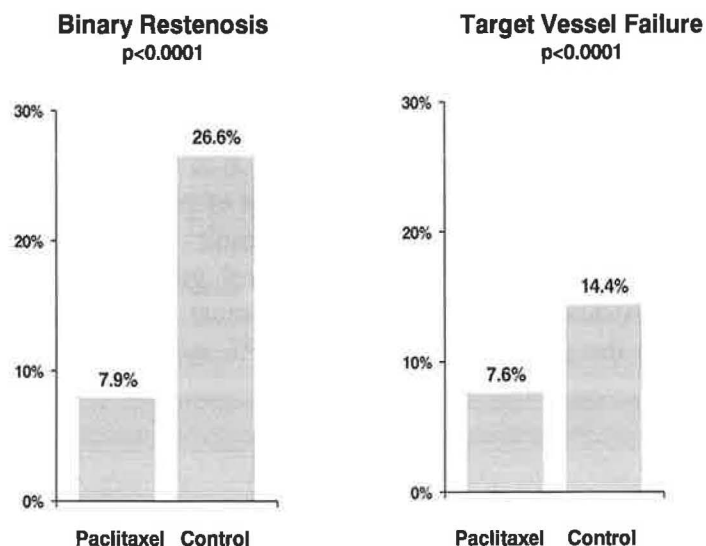 Binary Restenosis
p<0.0001
30%
26.6%
20%
10%
7.9%
0%
Paclitaxel Control
Target Vessel Failure
p<0.0001
30%
20%
14.4%
10%
7.6%
0%
Paclitaxel Control